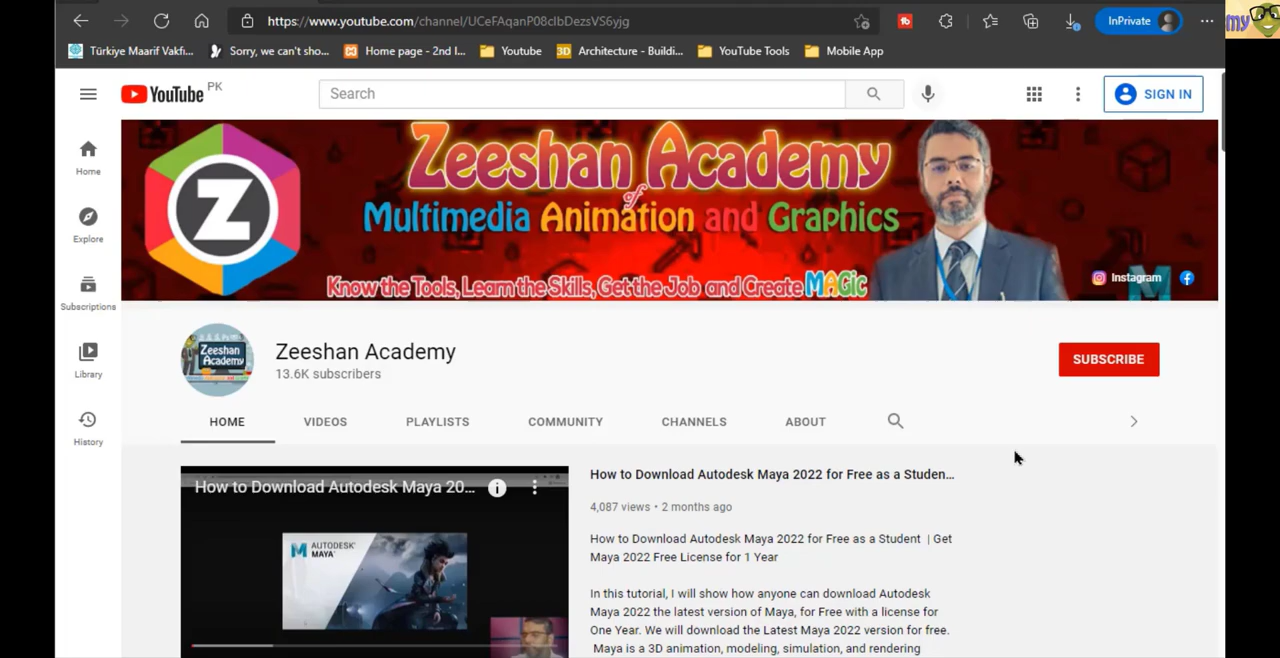 https://www.youtube.com/channel/UCeFAqanP08cIbDezsVS6yjg
InPrivate
my
Türkiye Maarif Vakfi...
Sorry, we can't sho...
Home page - 2nd I...
Youtube
3D Architecture - Buildi...
YouTube Tools
Mobile App
YouTube PK
Search
SIGN IN
Home
Explore
Subscriptions
Library
History
Z
Zeeshan Academy
of
Multimedia Animation and Graphics
Know the Tools, Learn the Skills, Get the Job and Create MAGiC
Instagram
Zeeshan Academy
Zeeshan Academy
13.6K subscribers
SUBSCRIBE
HOME
VIDEOS
PLAYLISTS
COMMUNITY
CHANNELS
ABOUT
How to Download Autodesk Maya 20...
AUTODESK MAYA
How to Download Autodesk Maya 2022 for Free as a Studen...
4,087 views • 2 months ago
How to Download Autodesk Maya 2022 for Free as a Student | Get
Maya 2022 Free License for 1 Year
In this tutorial, I will show how anyone can download Autodesk
Maya 2022 the latest version of Maya, for Free with a license for
One Year. We will download the Latest Maya 2022 version for free.
Maya is a 3D animation, modeling, simulation, and rendering